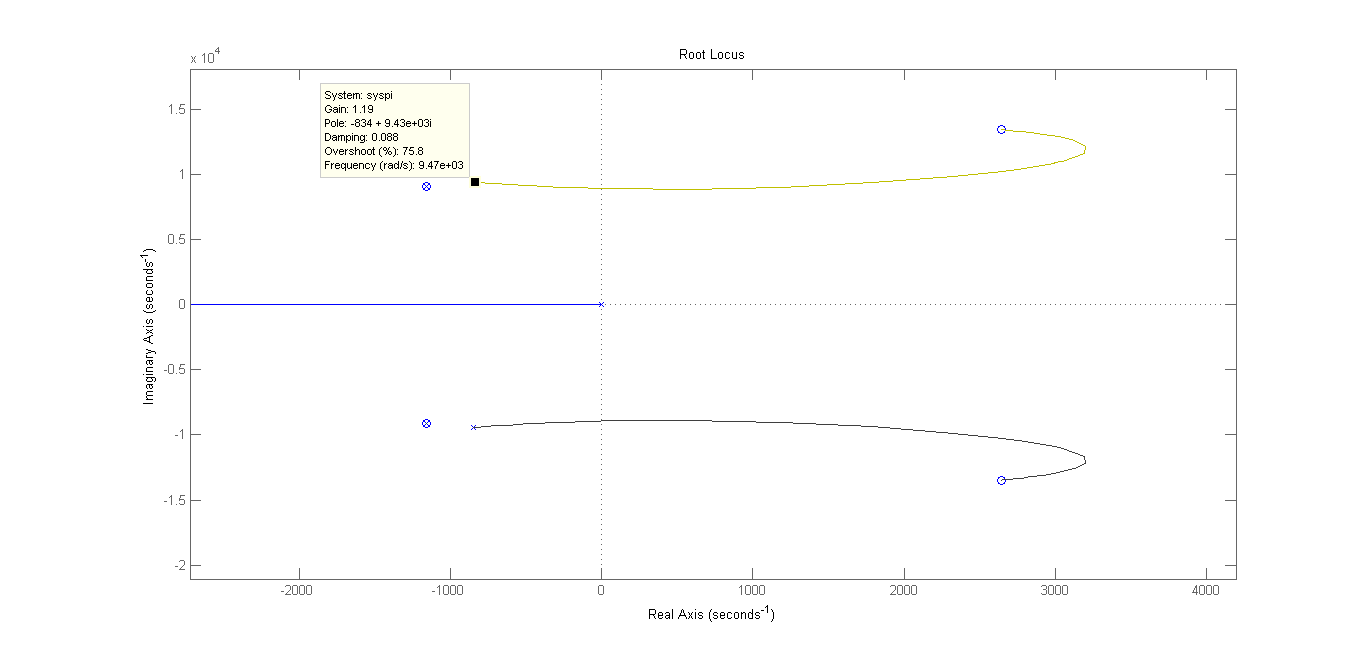 Root Locus
x 10^4
System: syspi
Gain: 1.19
Pole: -834 + 9.43e+03i
Damping: 0.088
Overshoot (%): 75.8
Frequency (rad/s): 9.47e+03
1.5
1
0.5
0
-0.5
-1
-1.5
-2
Imaginary Axis (seconds^-1)
-2000 -1000 0 1000 2000 3000 4000
Real Axis (seconds^-1)